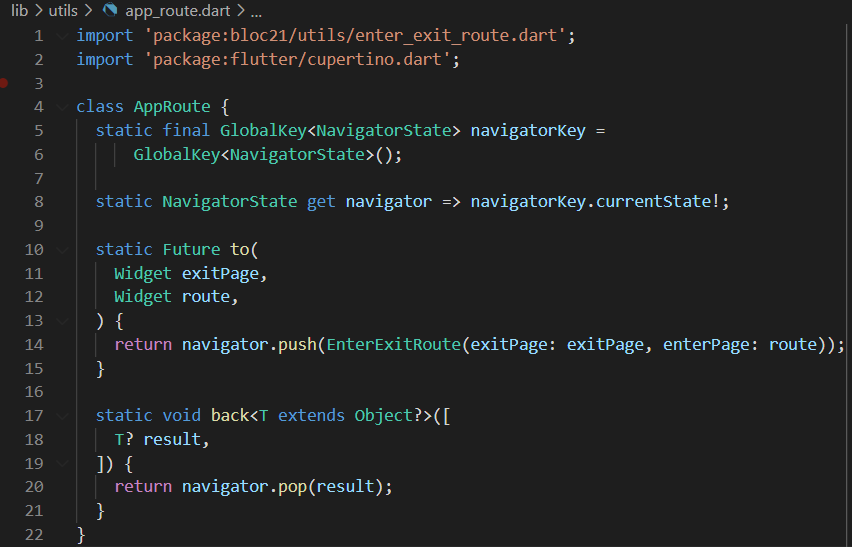 lib > utils > app_route.dart > ...
1 import 'package:bloc21/utils/enter_exit_route.dart';
2 import 'package:flutter/cupertino.dart';
3
4 class AppRoute {
5   static final GlobalKey<NavigatorState> navigatorKey =
6       GlobalKey<NavigatorState>();
7
8   static NavigatorState get navigator => navigatorKey.currentState!;
9
10   static Future to(
11     Widget exitPage,
12     Widget route,
13   ) {
14     return navigator.push(EnterExitRoute(exitPage: exitPage, enterPage: route));
15   }
16
17   static void back<T extends Object?>([
18     T? result,
19   ]) {
20     return navigator.pop(result);
21   }
22 }